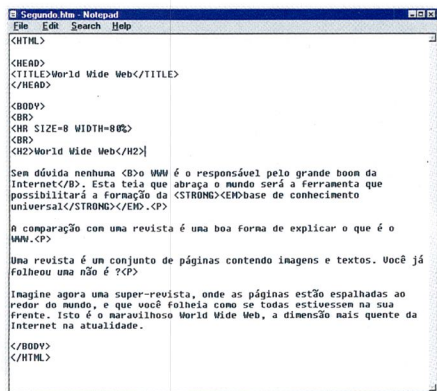 Segundo.htm - Notepad
File Edit Search Help
<HTML>
<HEAD>
<TITLE>World Wide Web</TITLE>
</HEAD>
<BODY>
<BR>
<HR SIZE=8 WIDTH=80%>
<BR>
<H2>World Wide Web</H2>
Sem dúvida nenhuma <B>o WWW é o responsável pelo grande boom da
Internet</B>. Esta teia que abraça o mundo será a ferramenta que
possibilitará a formação da <STRONG><EM>base de conhecimento
universal</STRONG></EM>.<P>
A comparação com uma revista é uma boa forma de explicar o que é o
WWW.<P>
Uma revista é um conjunto de páginas contendo imagens e textos. Você já
folheou uma não é ?<P>
Imagine agora uma super-revista, onde as páginas estão espalhadas ao
redor do mundo, e que você folheia como se todas estivessem na sua
frente. Isto é o maravilhoso World Wide Web, a dimensão mais quente da
Internet na atualidade.
</BODY>
</HTML>